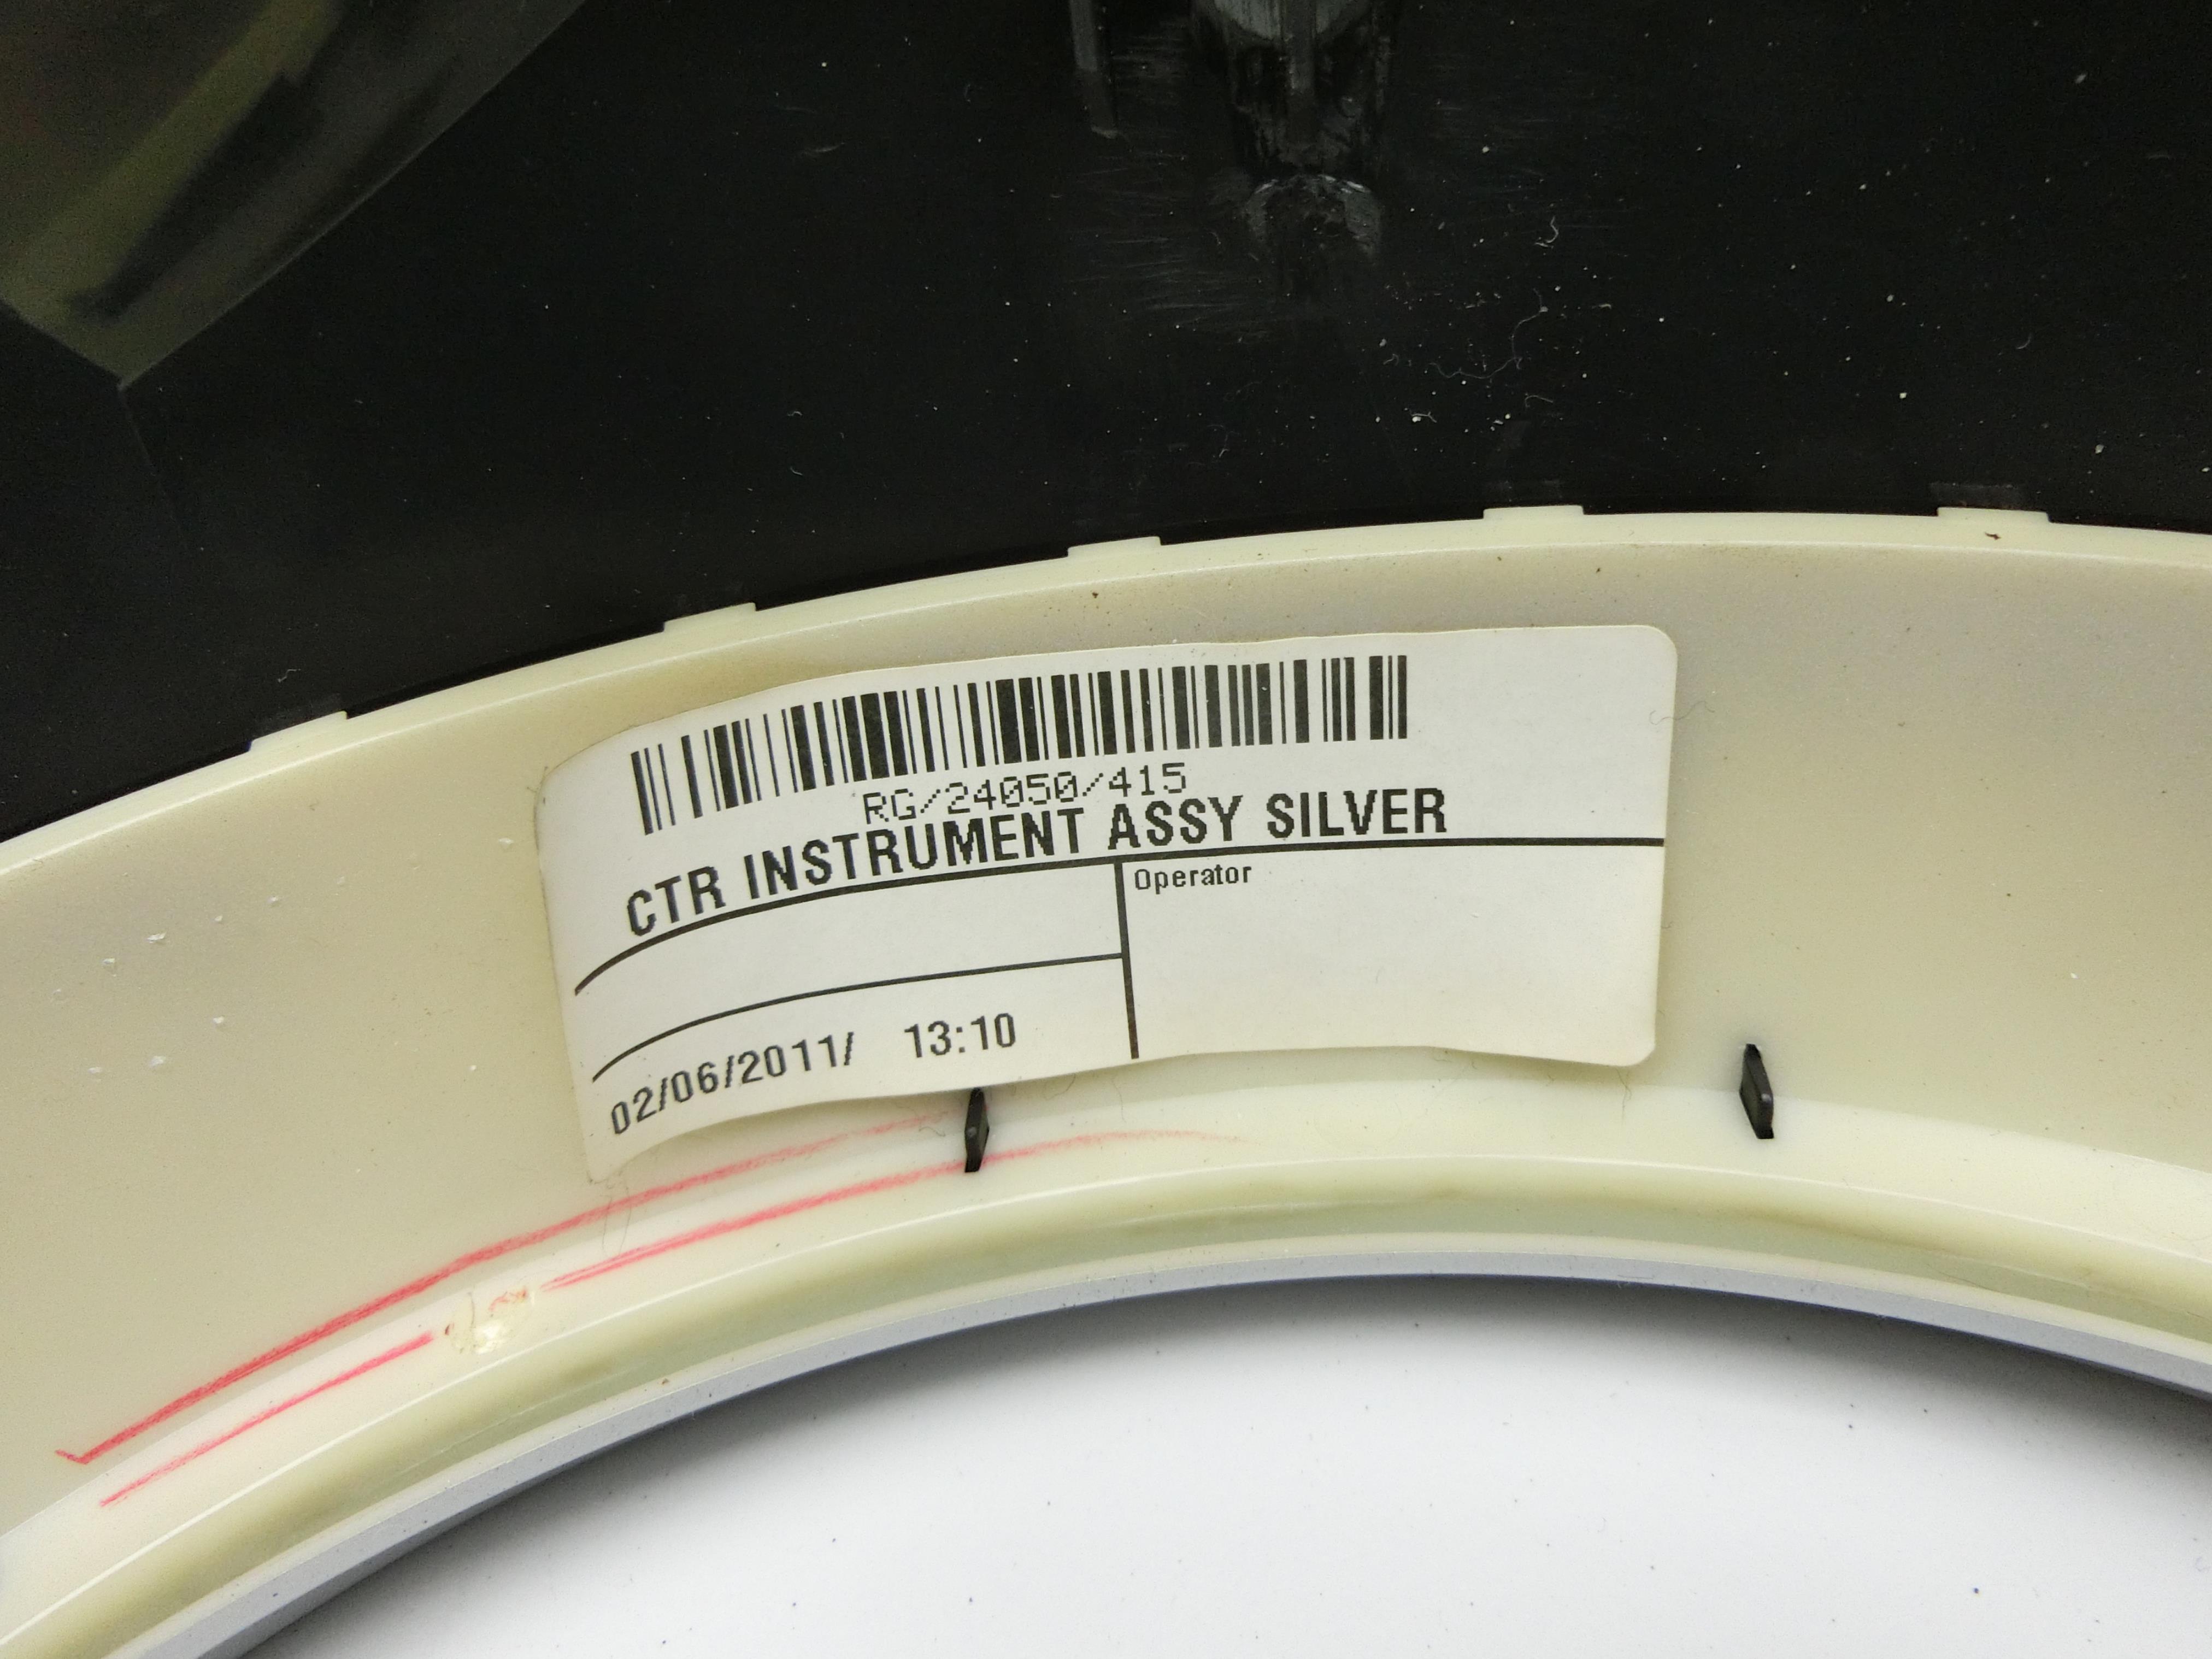 RG/24050/415
CTR INSTRUMENT ASSY SILVER
Operator
02/06/2011/ 13:10